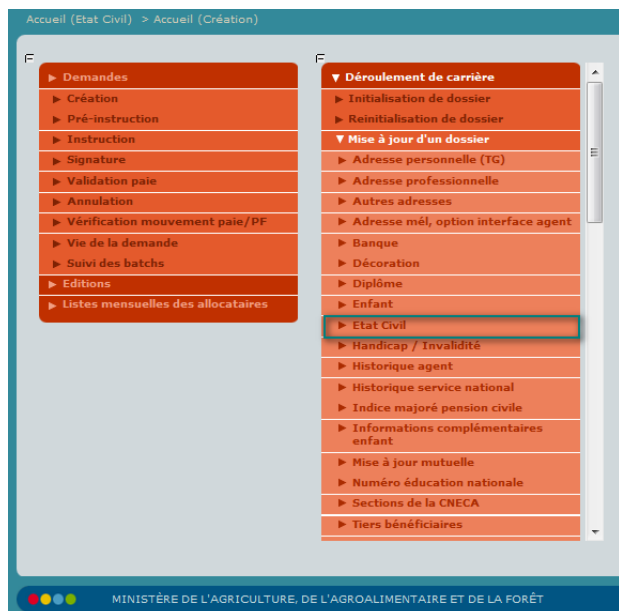 Accueil (Etat Civil) > Accueil (Création)
Demandes
Création
Pré-instruction
Instruction
Signature
Validation paie
Annulation
Vérification mouvement paie/PF
Vie de la demande
Suivi des batchs
Editions
Listes mensuelles des allocataires
Déroulement de carrière
Initialisation de dossier
Reinitialisation de dossier
Mise à jour d'un dossier
Adresse personnelle (TG)
Adresse professionnelle
Autres adresses
Adresse mél, option interface agent
Banque
Décoration
Diplôme
Enfant
Etat Civil
Handicap / Invalidité
Historique agent
Historique service national
Indice majoré pension civile
Informations complémentaires
enfant
Mise à jour mutuelle
Numéro éducation nationale
Sections de la CNECA
Tiers bénéficiaires
MINISTÈRE DE L'AGRICULTURE, DE L'AGROALIMENTAIRE ET DE LA FORÊT